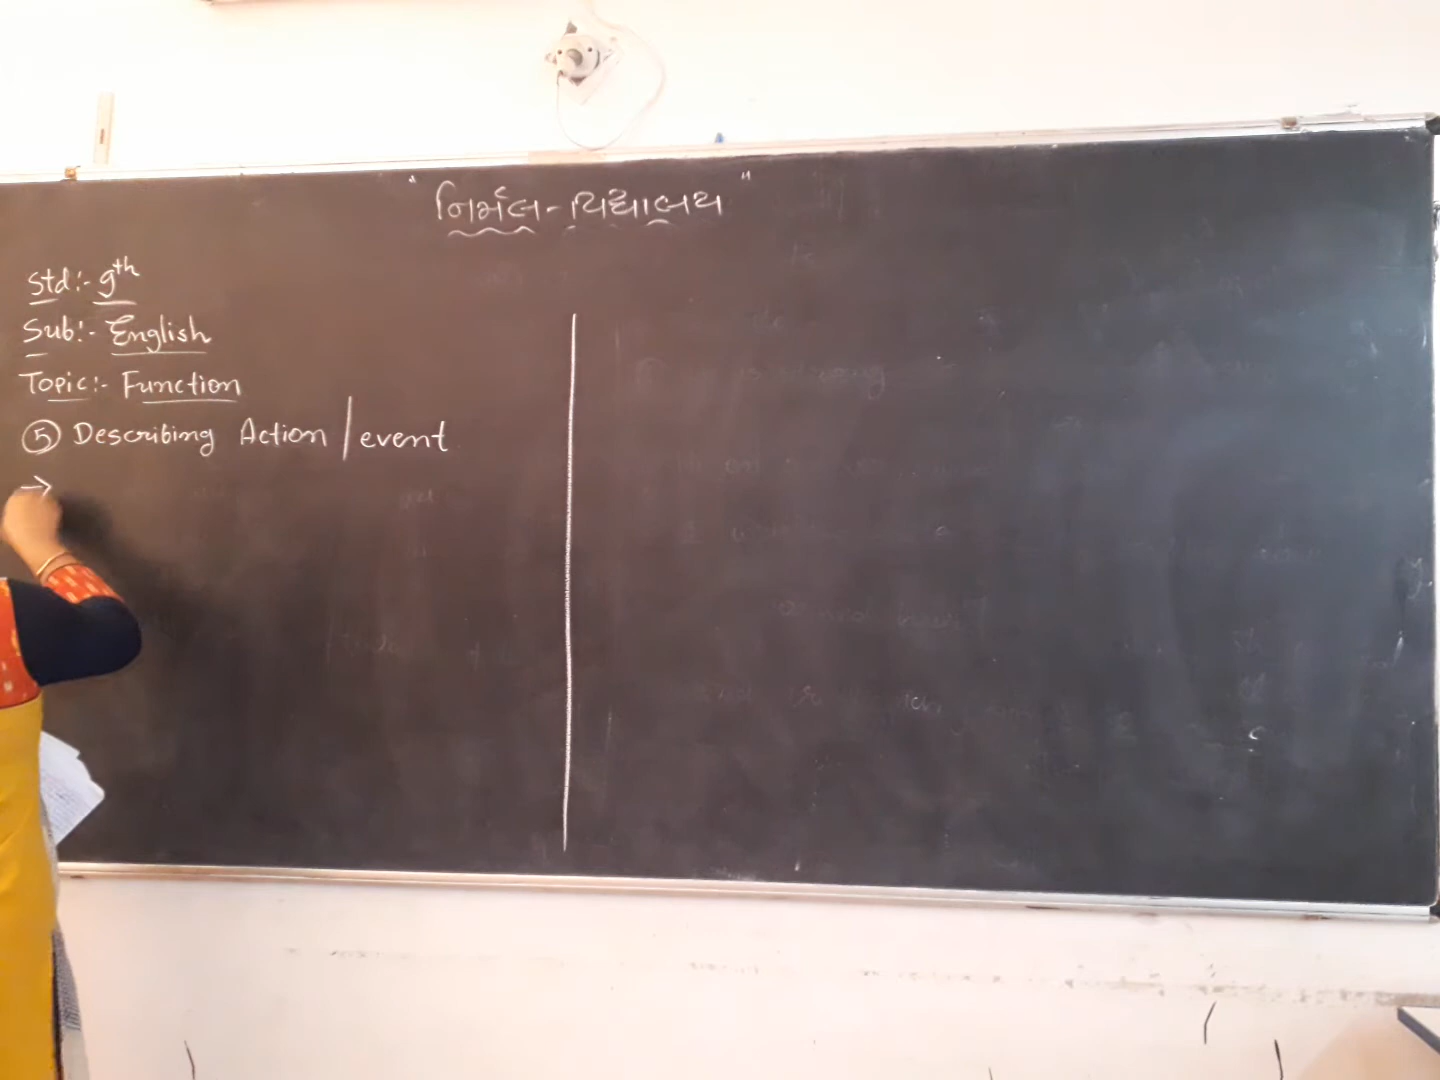 "નિર્મલ-વિદ્યાલય"
Std:- 9th
Sub:- English
Topic:- Function
⑤ Describing Action / event
→